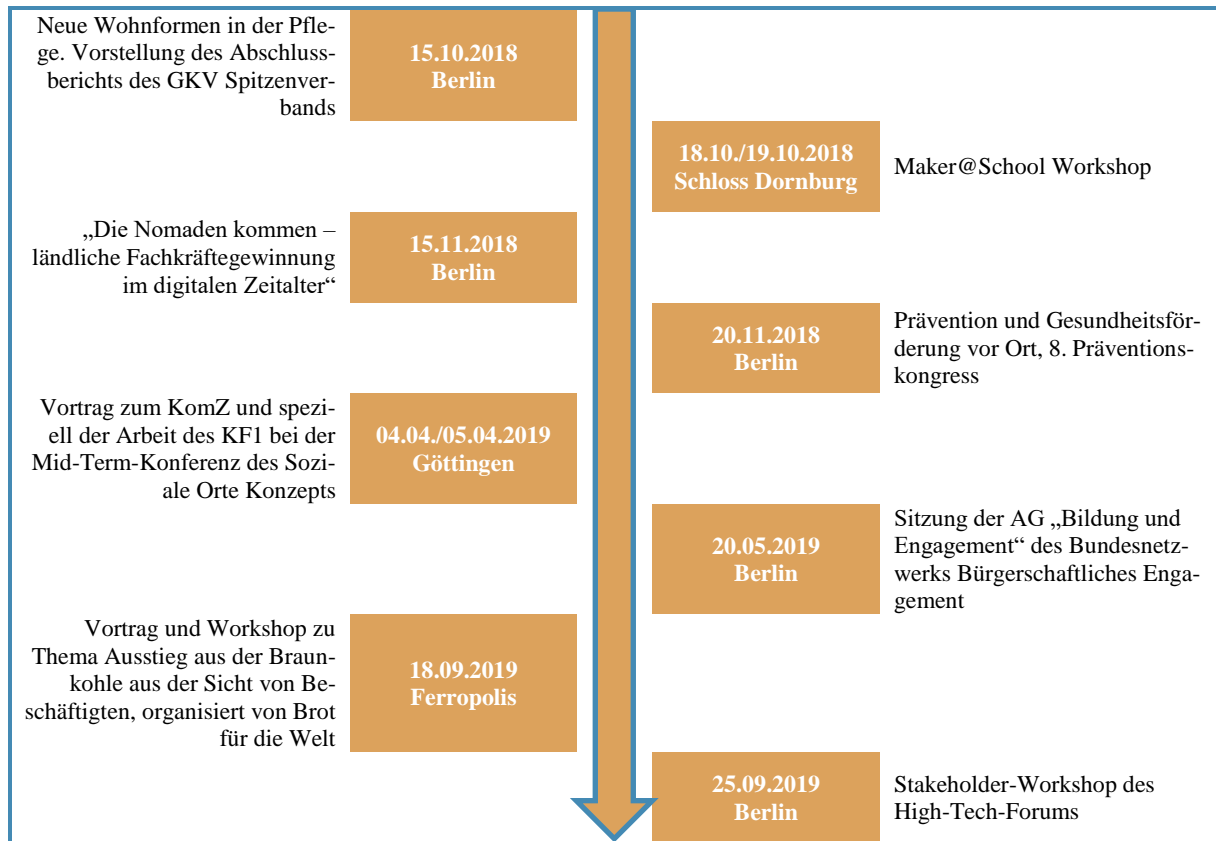 Neue Wohnformen in der Pfle-
ge. Vorstellung des Abschluss-
berichts des GKV Spitzenver-
bands
15.10.2018
Berlin
18.10./19.10.2018
Schloss Dornburg
Maker@School Workshop
„Die Nomaden kommen –
ländliche Fachkräftegewinnung
im digitalen Zeitalter“
15.11.2018
Berlin
20.11.2018
Berlin
Prävention und Gesundheitsför-
derung vor Ort, 8. Präventions-
kongress
Vortrag zum KomZ und spezi-
ell der Arbeit des KF1 bei der
Mid-Term-Konferenz des Sozi-
ale Orte Konzepts
04.04./05.04.2019
Göttingen
20.05.2019
Berlin
Sitzung der AG „Bildung und
Engagement“ des Bundesnetz-
werks Bürgerschaftliches Enga-
gement
Vortrag und Workshop zu
Thema Ausstieg aus der Braun-
kohle aus der Sicht von Be-
schäftigten, organisiert von Brot
für die Welt
18.09.2019
Ferropolis
25.09.2019
Berlin
Stakeholder-Workshop des
High-Tech-Forums